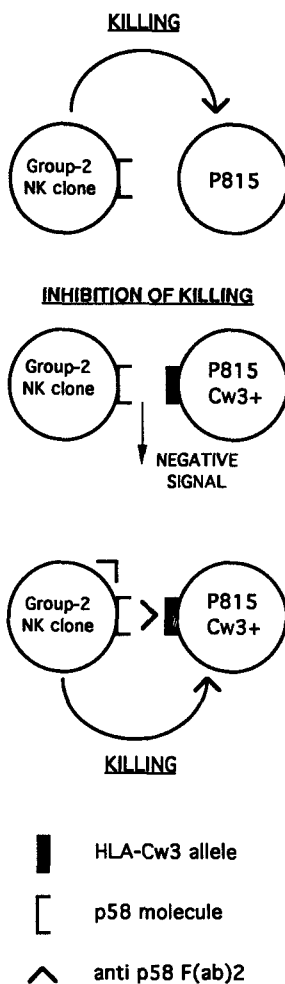 KILLING
Group-2
NK clone
P815
INHIBITION OF KILLING
Group-2
NK clone
P815
Cw3+
NEGATIVE
SIGNAL
Group-2
NK clone
P815
Cw3+
KILLING
HLA-Cw3 allele
p58 molecule
anti p58 F(ab)2